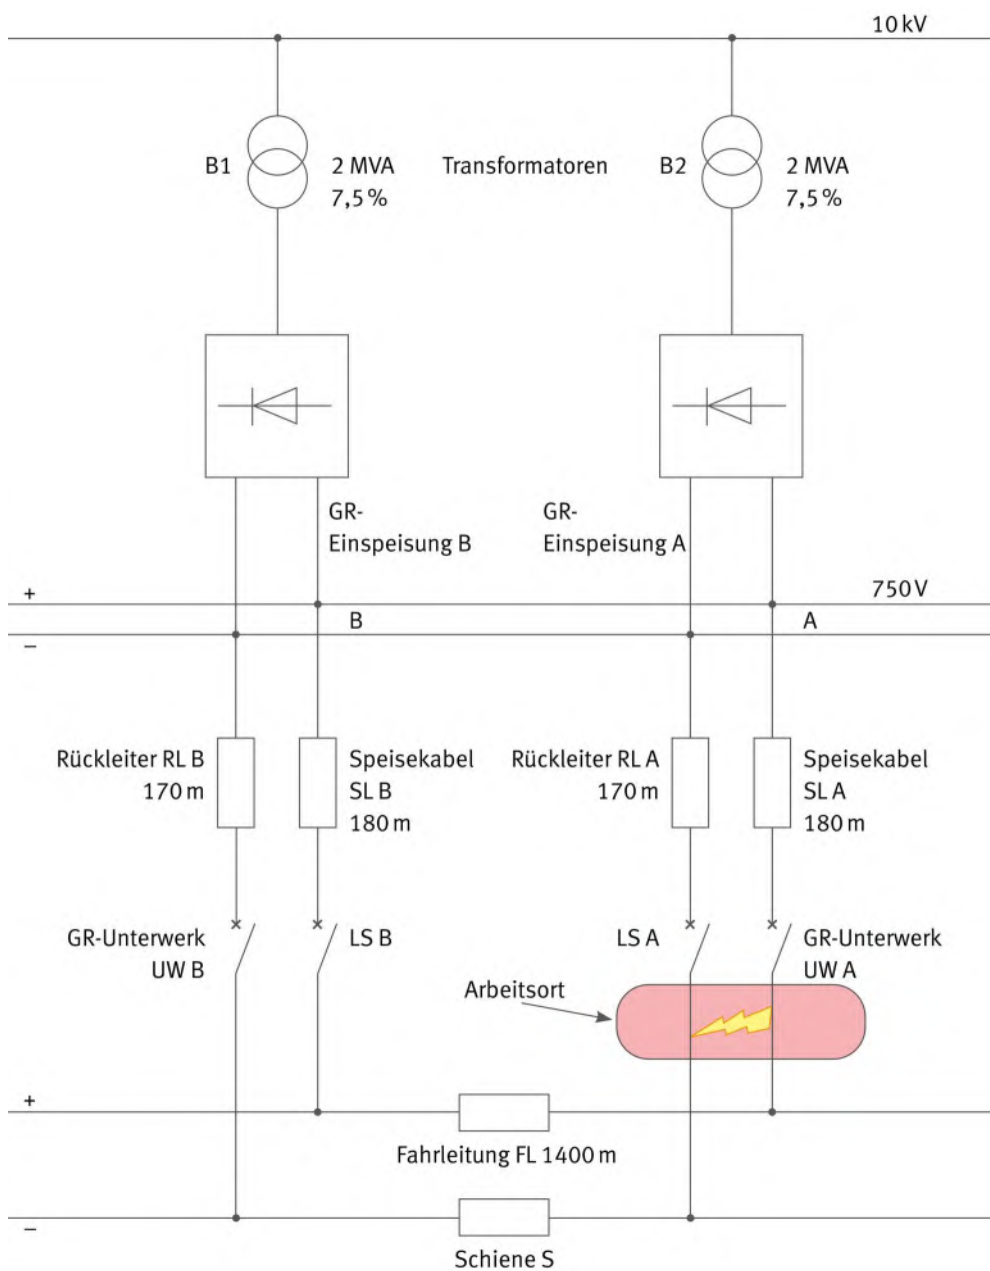 10 kV
B1
2 MVA
7,5 %
Transformatoren
B2
2 MVA
7,5 %
GR-
Einspeisung B
GR-
Einspeisung A
+
750 V
B
A
−
Rückleiter RL B
170 m
Speisekabel
SL B
180 m
Rückleiter RL A
170 m
Speisekabel
SL A
180 m
GR-Unterwerk
UW B
LS B
LS A
GR-Unterwerk
UW A
Arbeitsort
+
Fahrleitung FL 1400 m
−
Schiene S